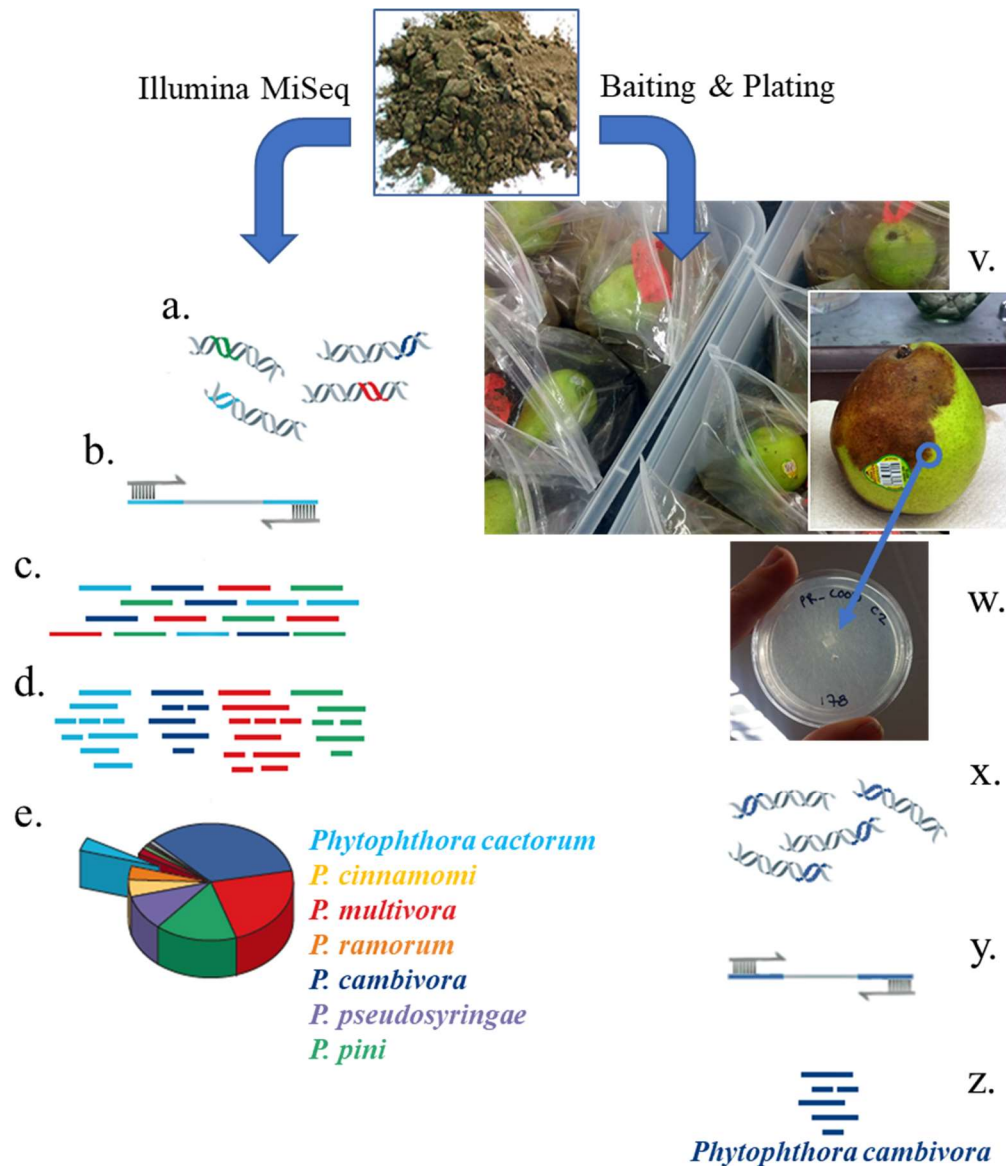 Illumina MiSeq
Baiting & Plating
a.
b.
c.
d.
e.
Phytophthora cactorum
P. cinnamomi
P. multivora
P. ramorum
P. cambivora
P. pseudosyringae
P. pini
v.
w.
178
x.
y.
z.
Phytophthora cambivora